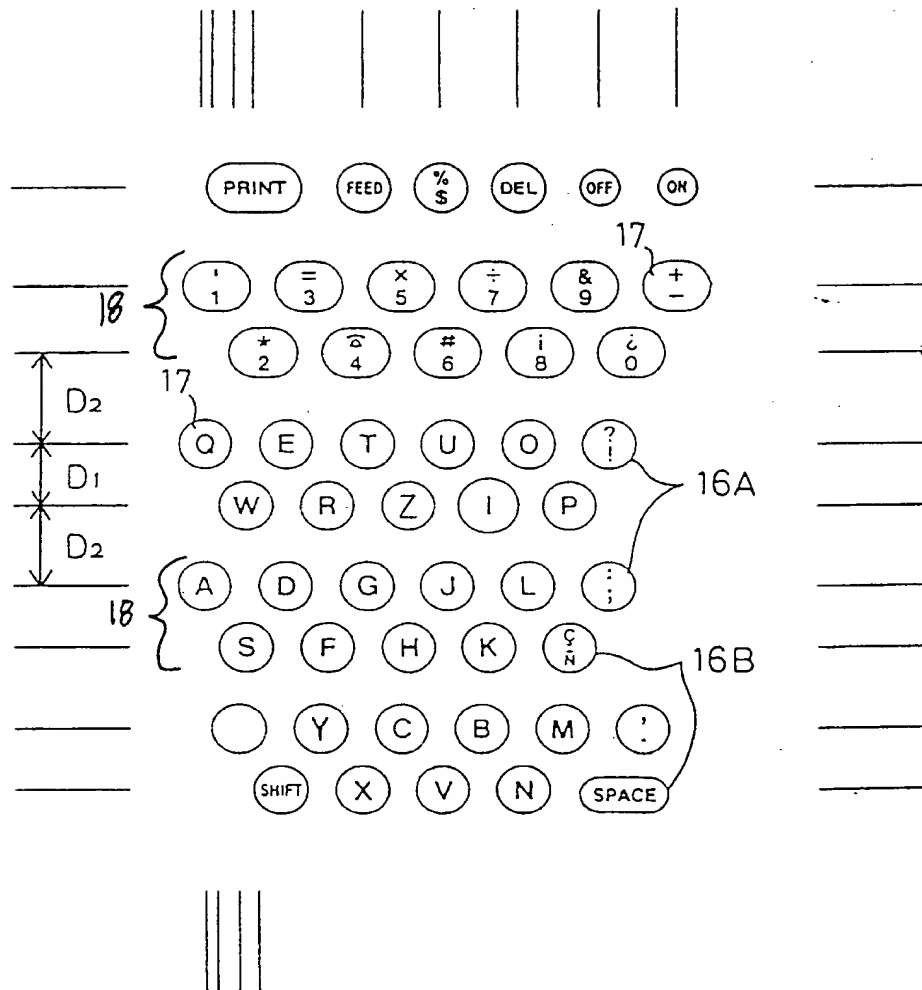 PRINT FEED % $ DEL OFF ON
17
' 1 = 3 × 5 ÷ 7 & 9 + −
18
* 2 4 # 6 ¡ 8 ¿ 0
D2
17
Q E T U O ? !
D1
16A
W R Z I P
D2
A D G J L : ;
18
S F H K Ç Ñ
16B
Y C B M ' .
SHIFT X V N SPACE